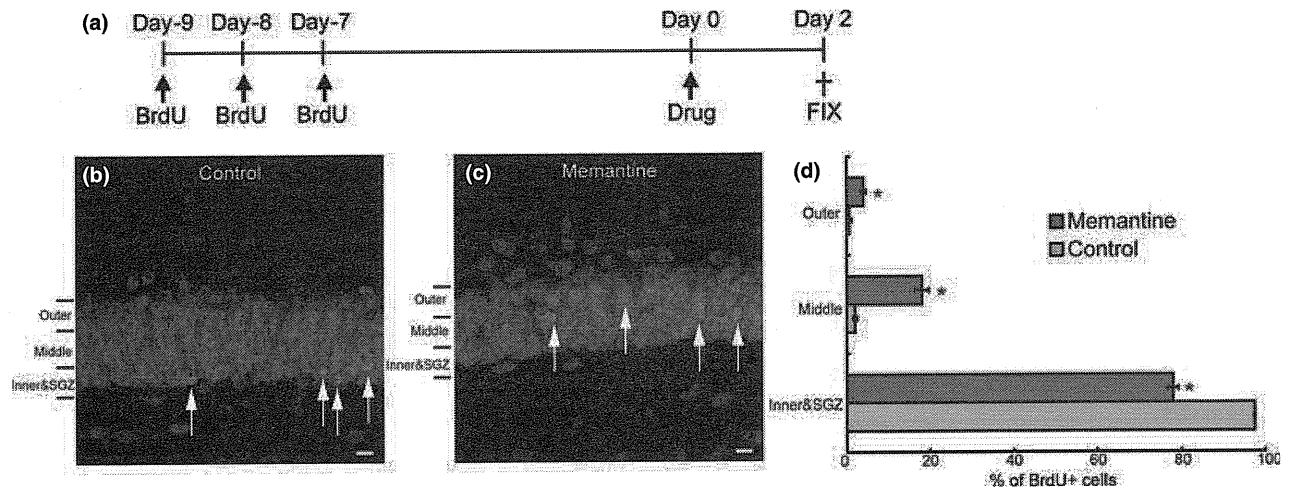 (a) Day-9 Day-8 Day-7 Day 0 Day 2
BrdU BrdU BrdU Drug FIX
(b) Control
Outer
Middle
Inner&SGZ
(c) Memantine
Outer
Middle
Inner&SGZ
(d)
Outer
Middle
Inner&SGZ
Memantine
Control
* 
*
*
0 20 40 60 80 100
% of BrdU+ cells